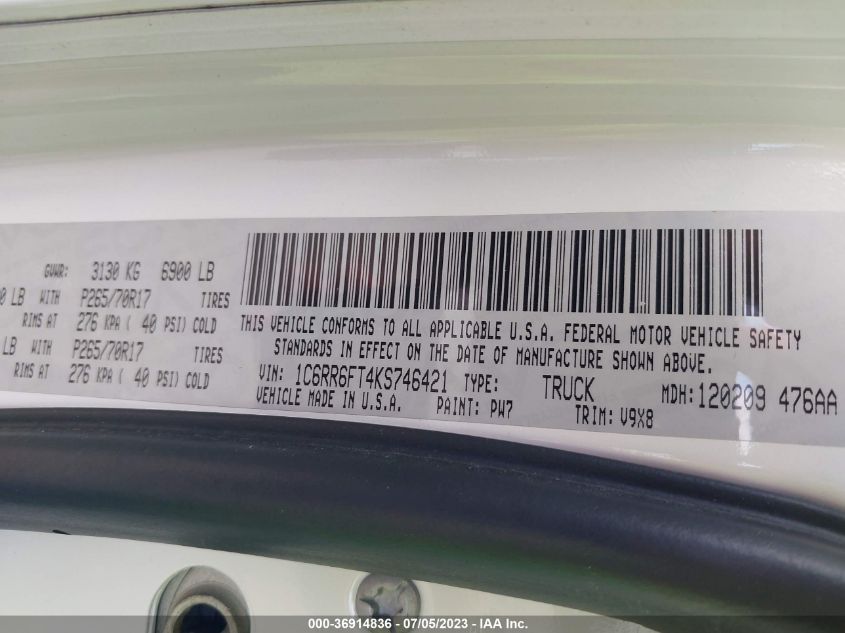 GVWR: 3130 KG 6900 LB
0 LB WITH P265/70R17 TIRES
RIMS AT 276 KPA ( 40 PSI) COLD
LB WITH P265/70R17 TIRES
RIMS AT 276 KPA ( 40 PSI) COLD
THIS VEHICLE CONFORMS TO ALL APPLICABLE U.S.A. FEDERAL MOTOR VEHICLE SAFETY
STANDARDS IN EFFECT ON THE DATE OF MANUFACTURE SHOWN ABOVE.
VIN: 1C6RR6FT4KS746421 TYPE: TRUCK MDH: 120209 476AA
VEHICLE MADE IN U.S.A. PAINT: PW7 TRIM: V9X8
000-36914836 - 07/05/2023 - IAA Inc.